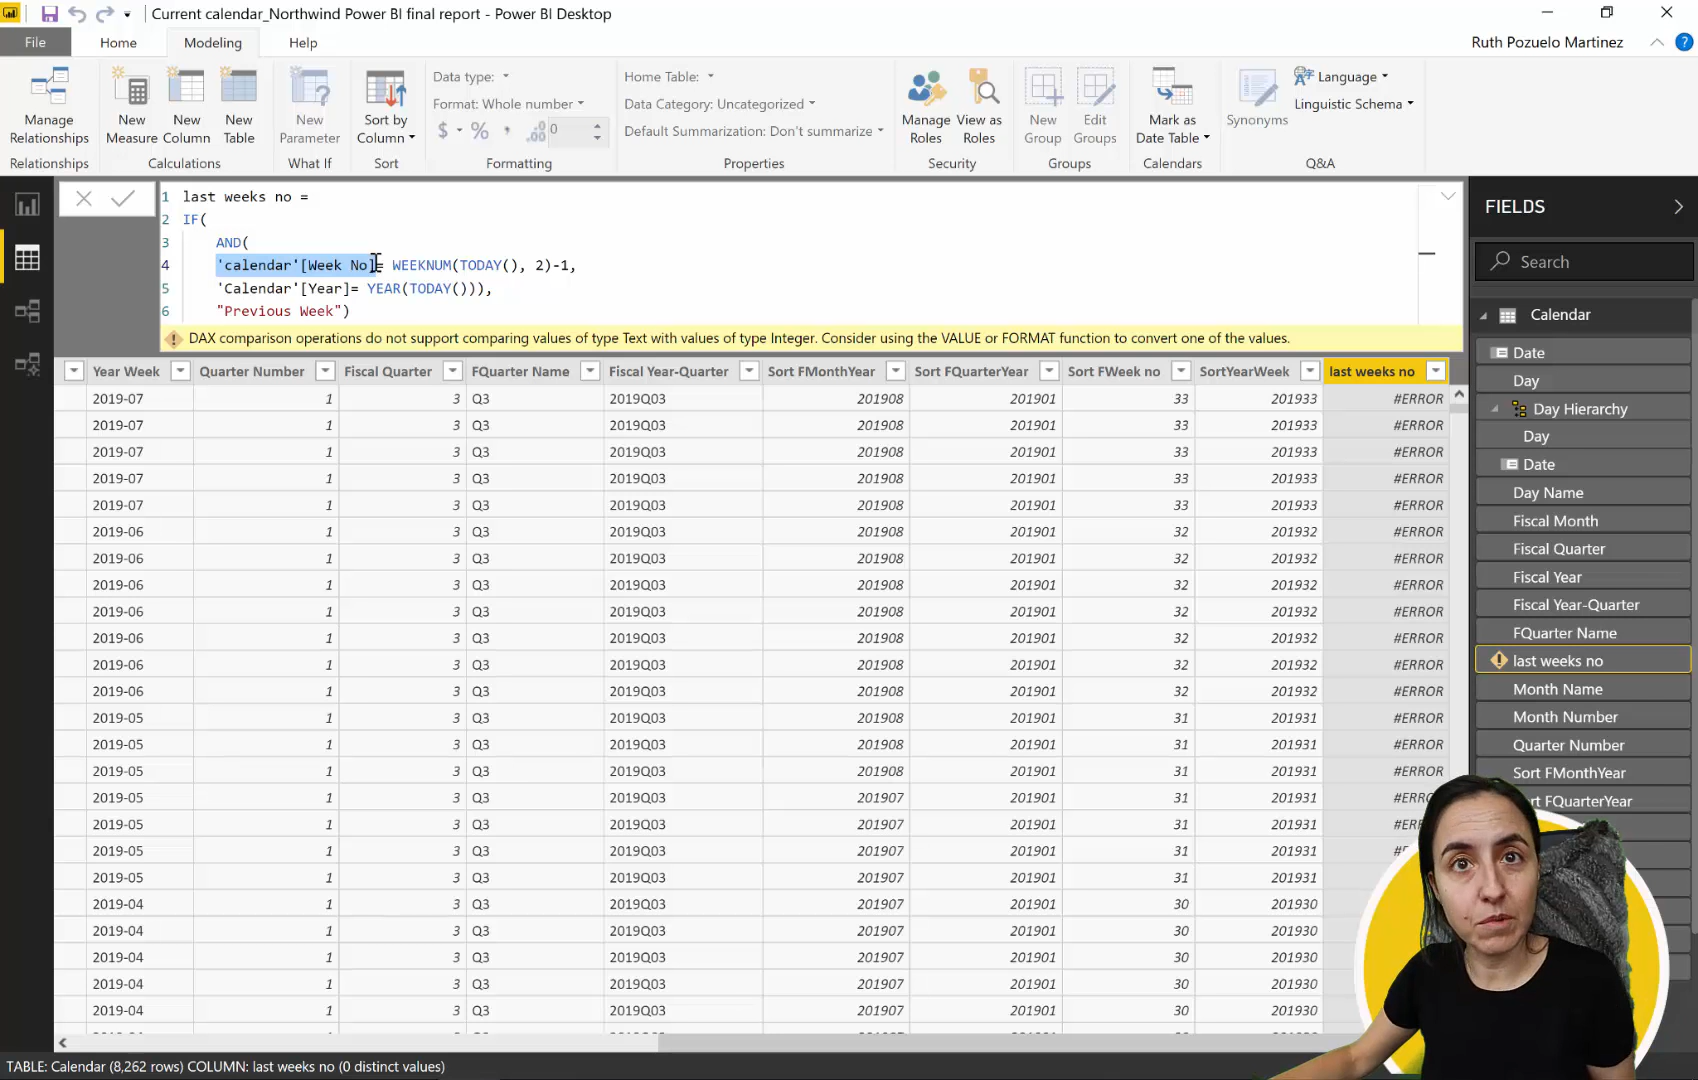 Current calendar_Northwind Power BI final report - Power BI Desktop
File Home Modeling Help
Ruth Pozuelo Martinez
Manage Relationships
New Measure
New Column
New Table
New Parameter
Sort by Column
Data type:
Format: Whole number
$ % , .00 0
Home Table:
Data Category: Uncategorized
Default Summarization: Don't summarize
Manage Roles
View as Roles
New Group
Edit Groups
Mark as Date Table
Synonyms
Language
Linguistic Schema
Relationships Calculations What If Sort Formatting Properties Security Groups Calendars Q&A
1 last weeks no =
2 IF(
3 AND(
4 'calendar'[Week No]= WEEKNUM(TODAY(), 2)-1,
5 'Calendar'[Year]= YEAR(TODAY())),
6 "Previous Week")
DAX comparison operations do not support comparing values of type Text with values of type Integer. Consider using the VALUE or FORMAT function to convert one of the values.
Year Week Quarter Number Fiscal Quarter FQuarter Name Fiscal Year-Quarter Sort FMonthYear Sort FQuarterYear Sort FWeek no SortYearWeek last weeks no
2019-07 1 3 Q3 2019Q03 201908 201901 33 201933 #ERROR
2019-07 1 3 Q3 2019Q03 201908 201901 33 201933 #ERROR
2019-07 1 3 Q3 2019Q03 201908 201901 33 201933 #ERROR
2019-07 1 3 Q3 2019Q03 201908 201901 33 201933 #ERROR
2019-07 1 3 Q3 2019Q03 201908 201901 33 201933 #ERROR
2019-06 1 3 Q3 2019Q03 201908 201901 32 201932 #ERROR
2019-06 1 3 Q3 2019Q03 201908 201901 32 201932 #ERROR
2019-06 1 3 Q3 2019Q03 201908 201901 32 201932 #ERROR
2019-06 1 3 Q3 2019Q03 201908 201901 32 201932 #ERROR
2019-06 1 3 Q3 2019Q03 201908 201901 32 201932 #ERROR
2019-06 1 3 Q3 2019Q03 201908 201901 32 201932 #ERROR
2019-06 1 3 Q3 2019Q03 201908 201901 32 201932 #ERROR
2019-05 1 3 Q3 2019Q03 201908 201901 31 201931 #ERROR
2019-05 1 3 Q3 2019Q03 201908 201901 31 201931 #ERROR
2019-05 1 3 Q3 2019Q03 201908 201901 31 201931 #ERROR
2019-05 1 3 Q3 2019Q03 201907 201901 31 201931
2019-05 1 3 Q3 2019Q03 201907 201901 31 201931
2019-05 1 3 Q3 2019Q03 201907 201901 31 201931
2019-05 1 3 Q3 2019Q03 201907 201901 31 201931
2019-04 1 3 Q3 2019Q03 201907 201901 30 201930
2019-04 1 3 Q3 2019Q03 201907 201901 30 201930
2019-04 1 3 Q3 2019Q03 201907 201901 30 201930
2019-04 1 3 Q3 2019Q03 201907 201901 30 201930
2019-04 1 3 Q3 2019Q03 201907 201901 30 201930
TABLE: Calendar (8,262 rows) COLUMN: last weeks no (0 distinct values)
FIELDS
Search
Calendar
Date
Day
Day Hierarchy
Day
Date
Day Name
Fiscal Month
Fiscal Quarter
Fiscal Year
Fiscal Year-Quarter
FQuarter Name
last weeks no
Month Name
Month Number
Quarter Number
Sort FMonthYear
FQuarterYear